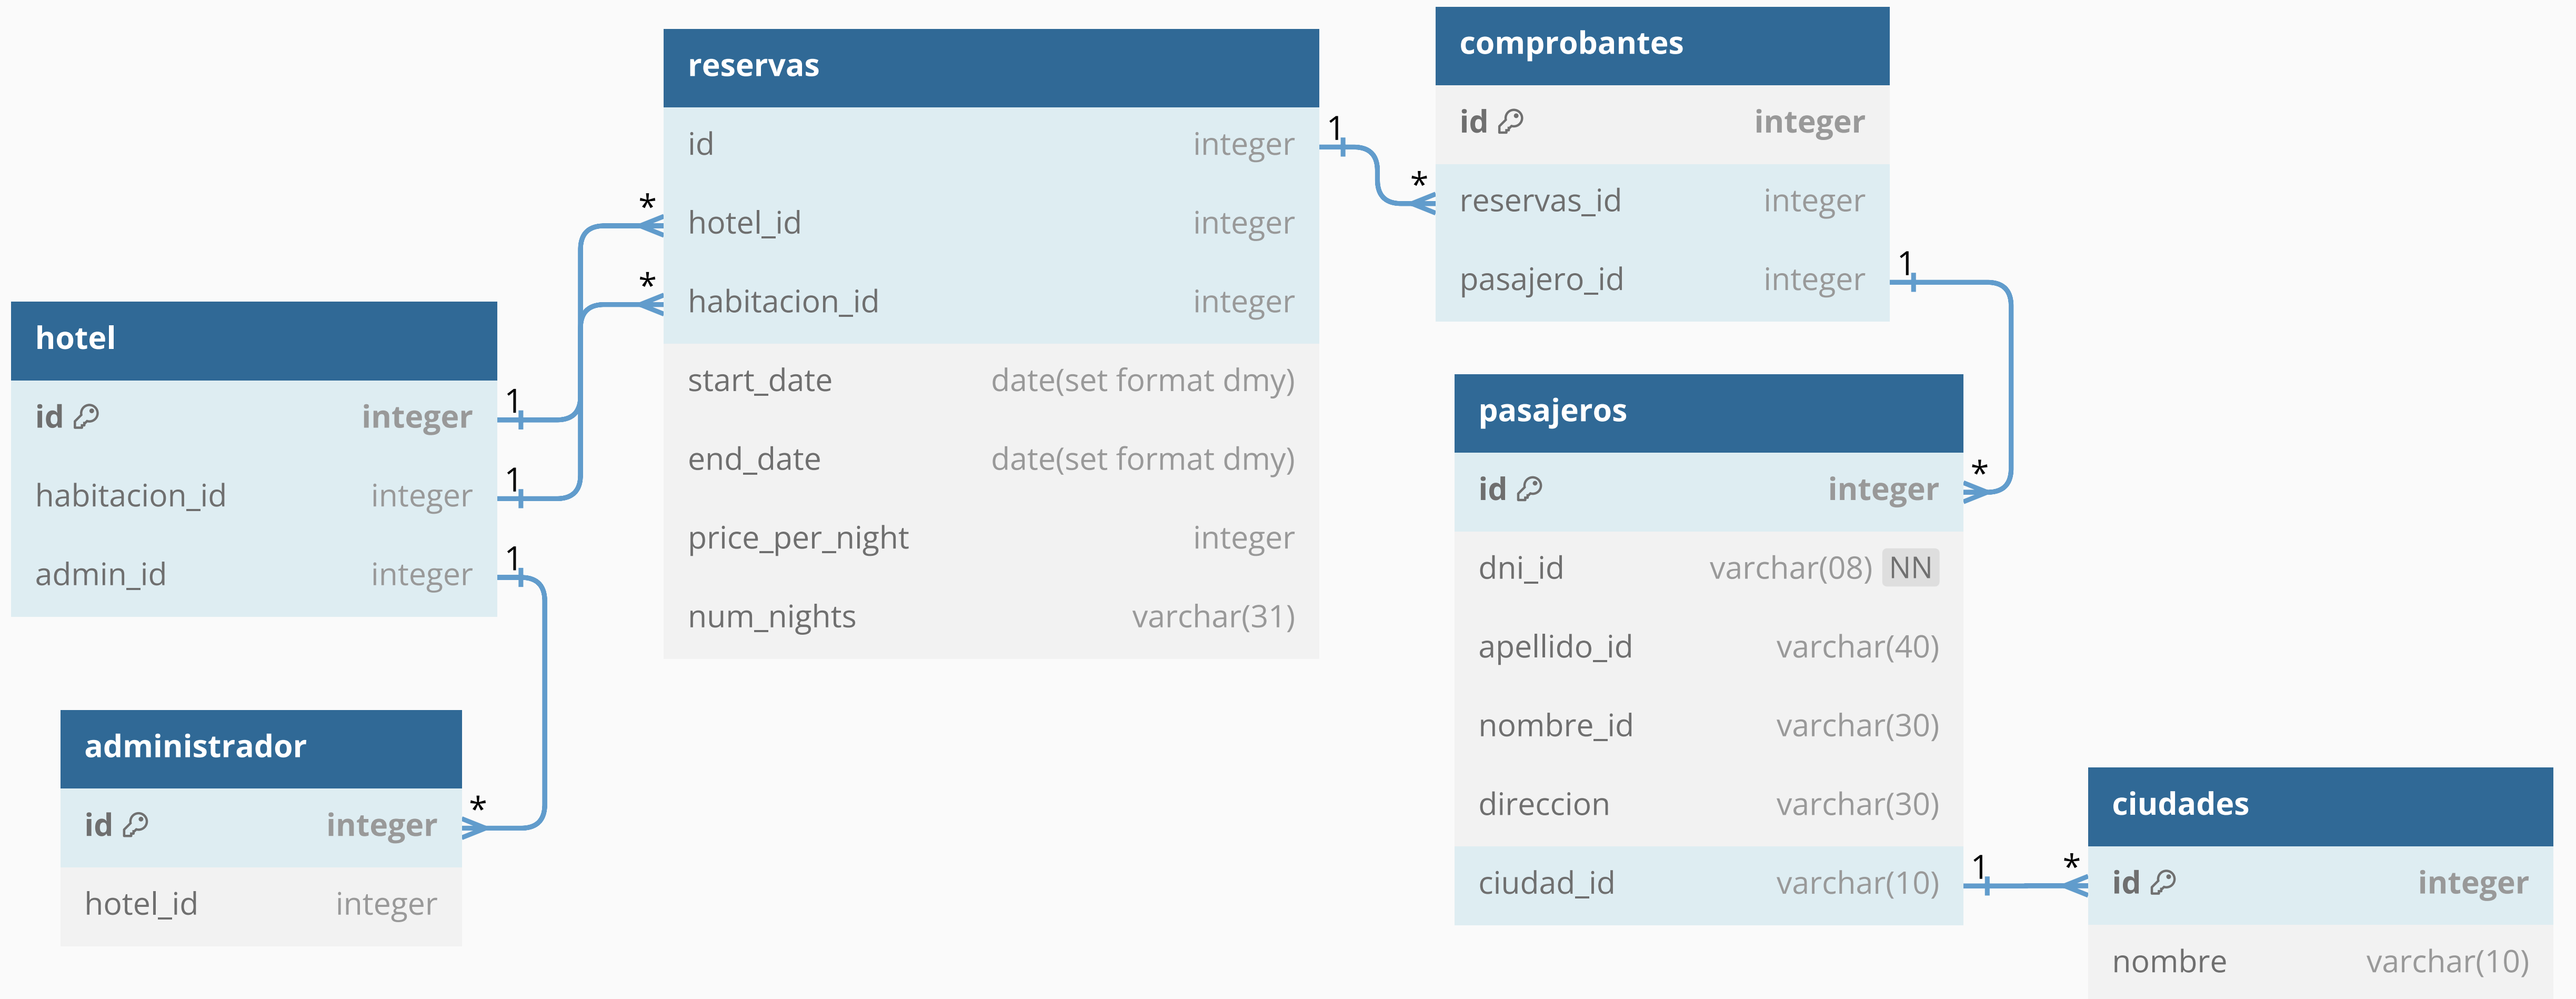 reservas
id integer
hotel_id integer
habitacion_id integer
start_date date(set format dmy)
end_date date(set format dmy)
price_per_night integer
num_nights varchar(31)
comprobantes
id integer
reservas_id integer
pasajero_id integer
hotel
id integer
habitacion_id integer
admin_id integer
administrador
id integer
hotel_id integer
pasajeros
id integer
dni_id varchar(08) NN
apellido_id varchar(40)
nombre_id varchar(30)
direccion varchar(30)
ciudad_id varchar(10)
ciudades
id integer
nombre varchar(10)
1
*
1
*
1
*
1
*
1
*
1
*